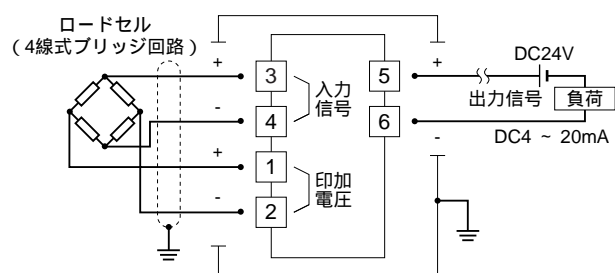 ロードセル
（4線式ブリッジ回路）
+
-
+
-
3
4
1
2
入力
信号
印加
電圧
5
6
+
-
DC24V
出力信号
負荷
DC4 ~ 20mA